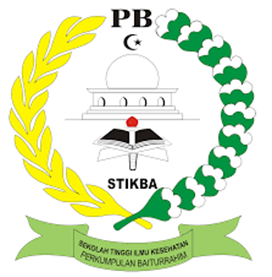 PB
STIKBA
SEKOLAH TINGGI ILMU KESEHATAN
PERKUMPULAN BAITURRAHIM